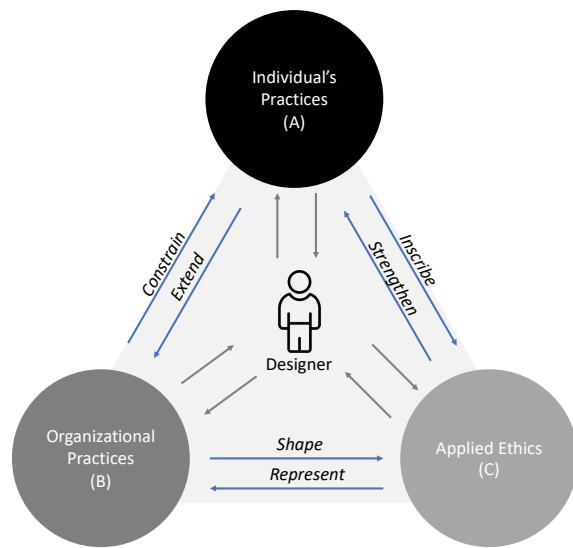 Individual's
Practices
(A)
Constrain
Extend
Strengthen
Inscribe
Designer
Organizational
Practices
(B)
Shape
Represent
Applied Ethics
(C)